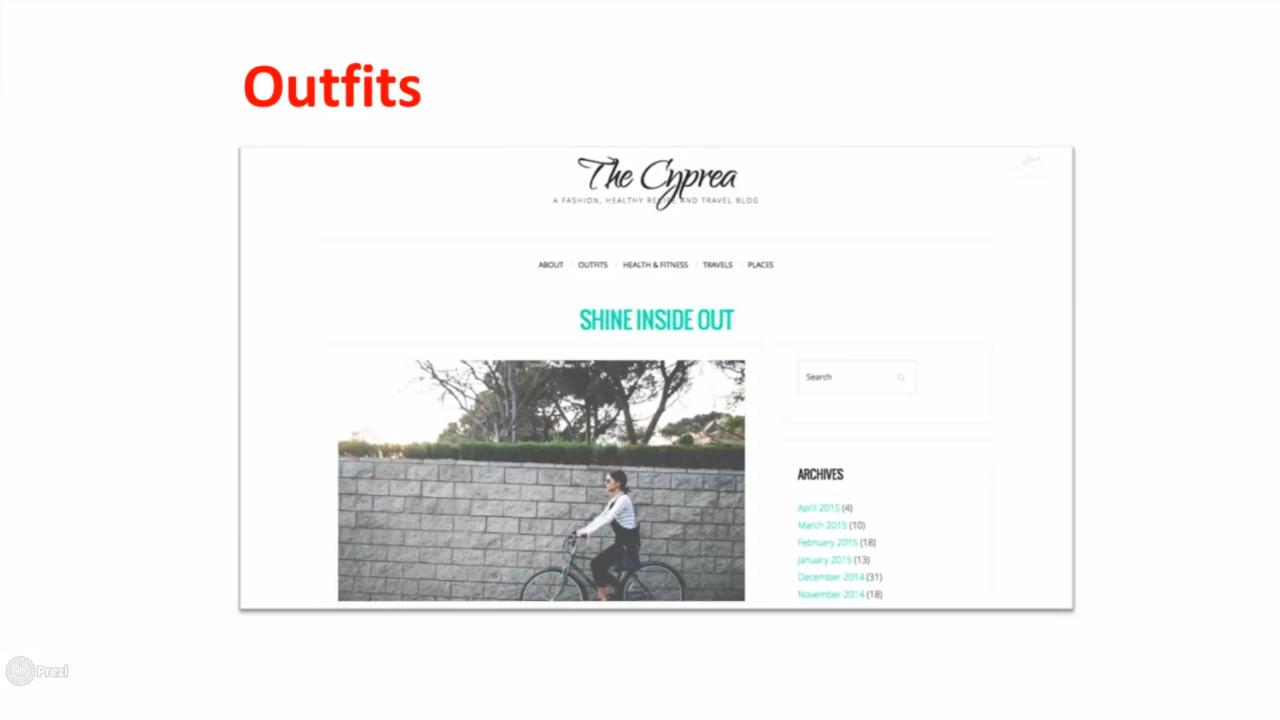 Outfits
The Cyprea
A FASHION, HEALTHY RECIPE AND TRAVEL BLOG
ABOUT / OUTFITS / HEALTH & FITNESS / TRAVELS / PLACES
SHINE INSIDE OUT
Search
ARCHIVES
April 2015 (4)
March 2015 (10)
February 2015 (18)
January 2015 (13)
December 2014 (31)
November 2014 (18)
Prezi